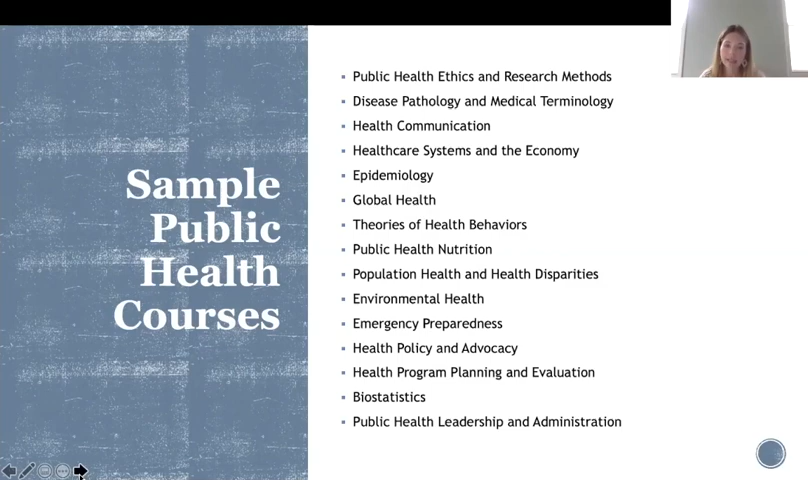 Sample
Public
Health
Courses
Public Health Ethics and Research Methods
Disease Pathology and Medical Terminology
Health Communication
Healthcare Systems and the Economy
Epidemiology
Global Health
Theories of Health Behaviors
Public Health Nutrition
Population Health and Health Disparities
Environmental Health
Emergency Preparedness
Health Policy and Advocacy
Health Program Planning and Evaluation
Biostatistics
Public Health Leadership and Administration